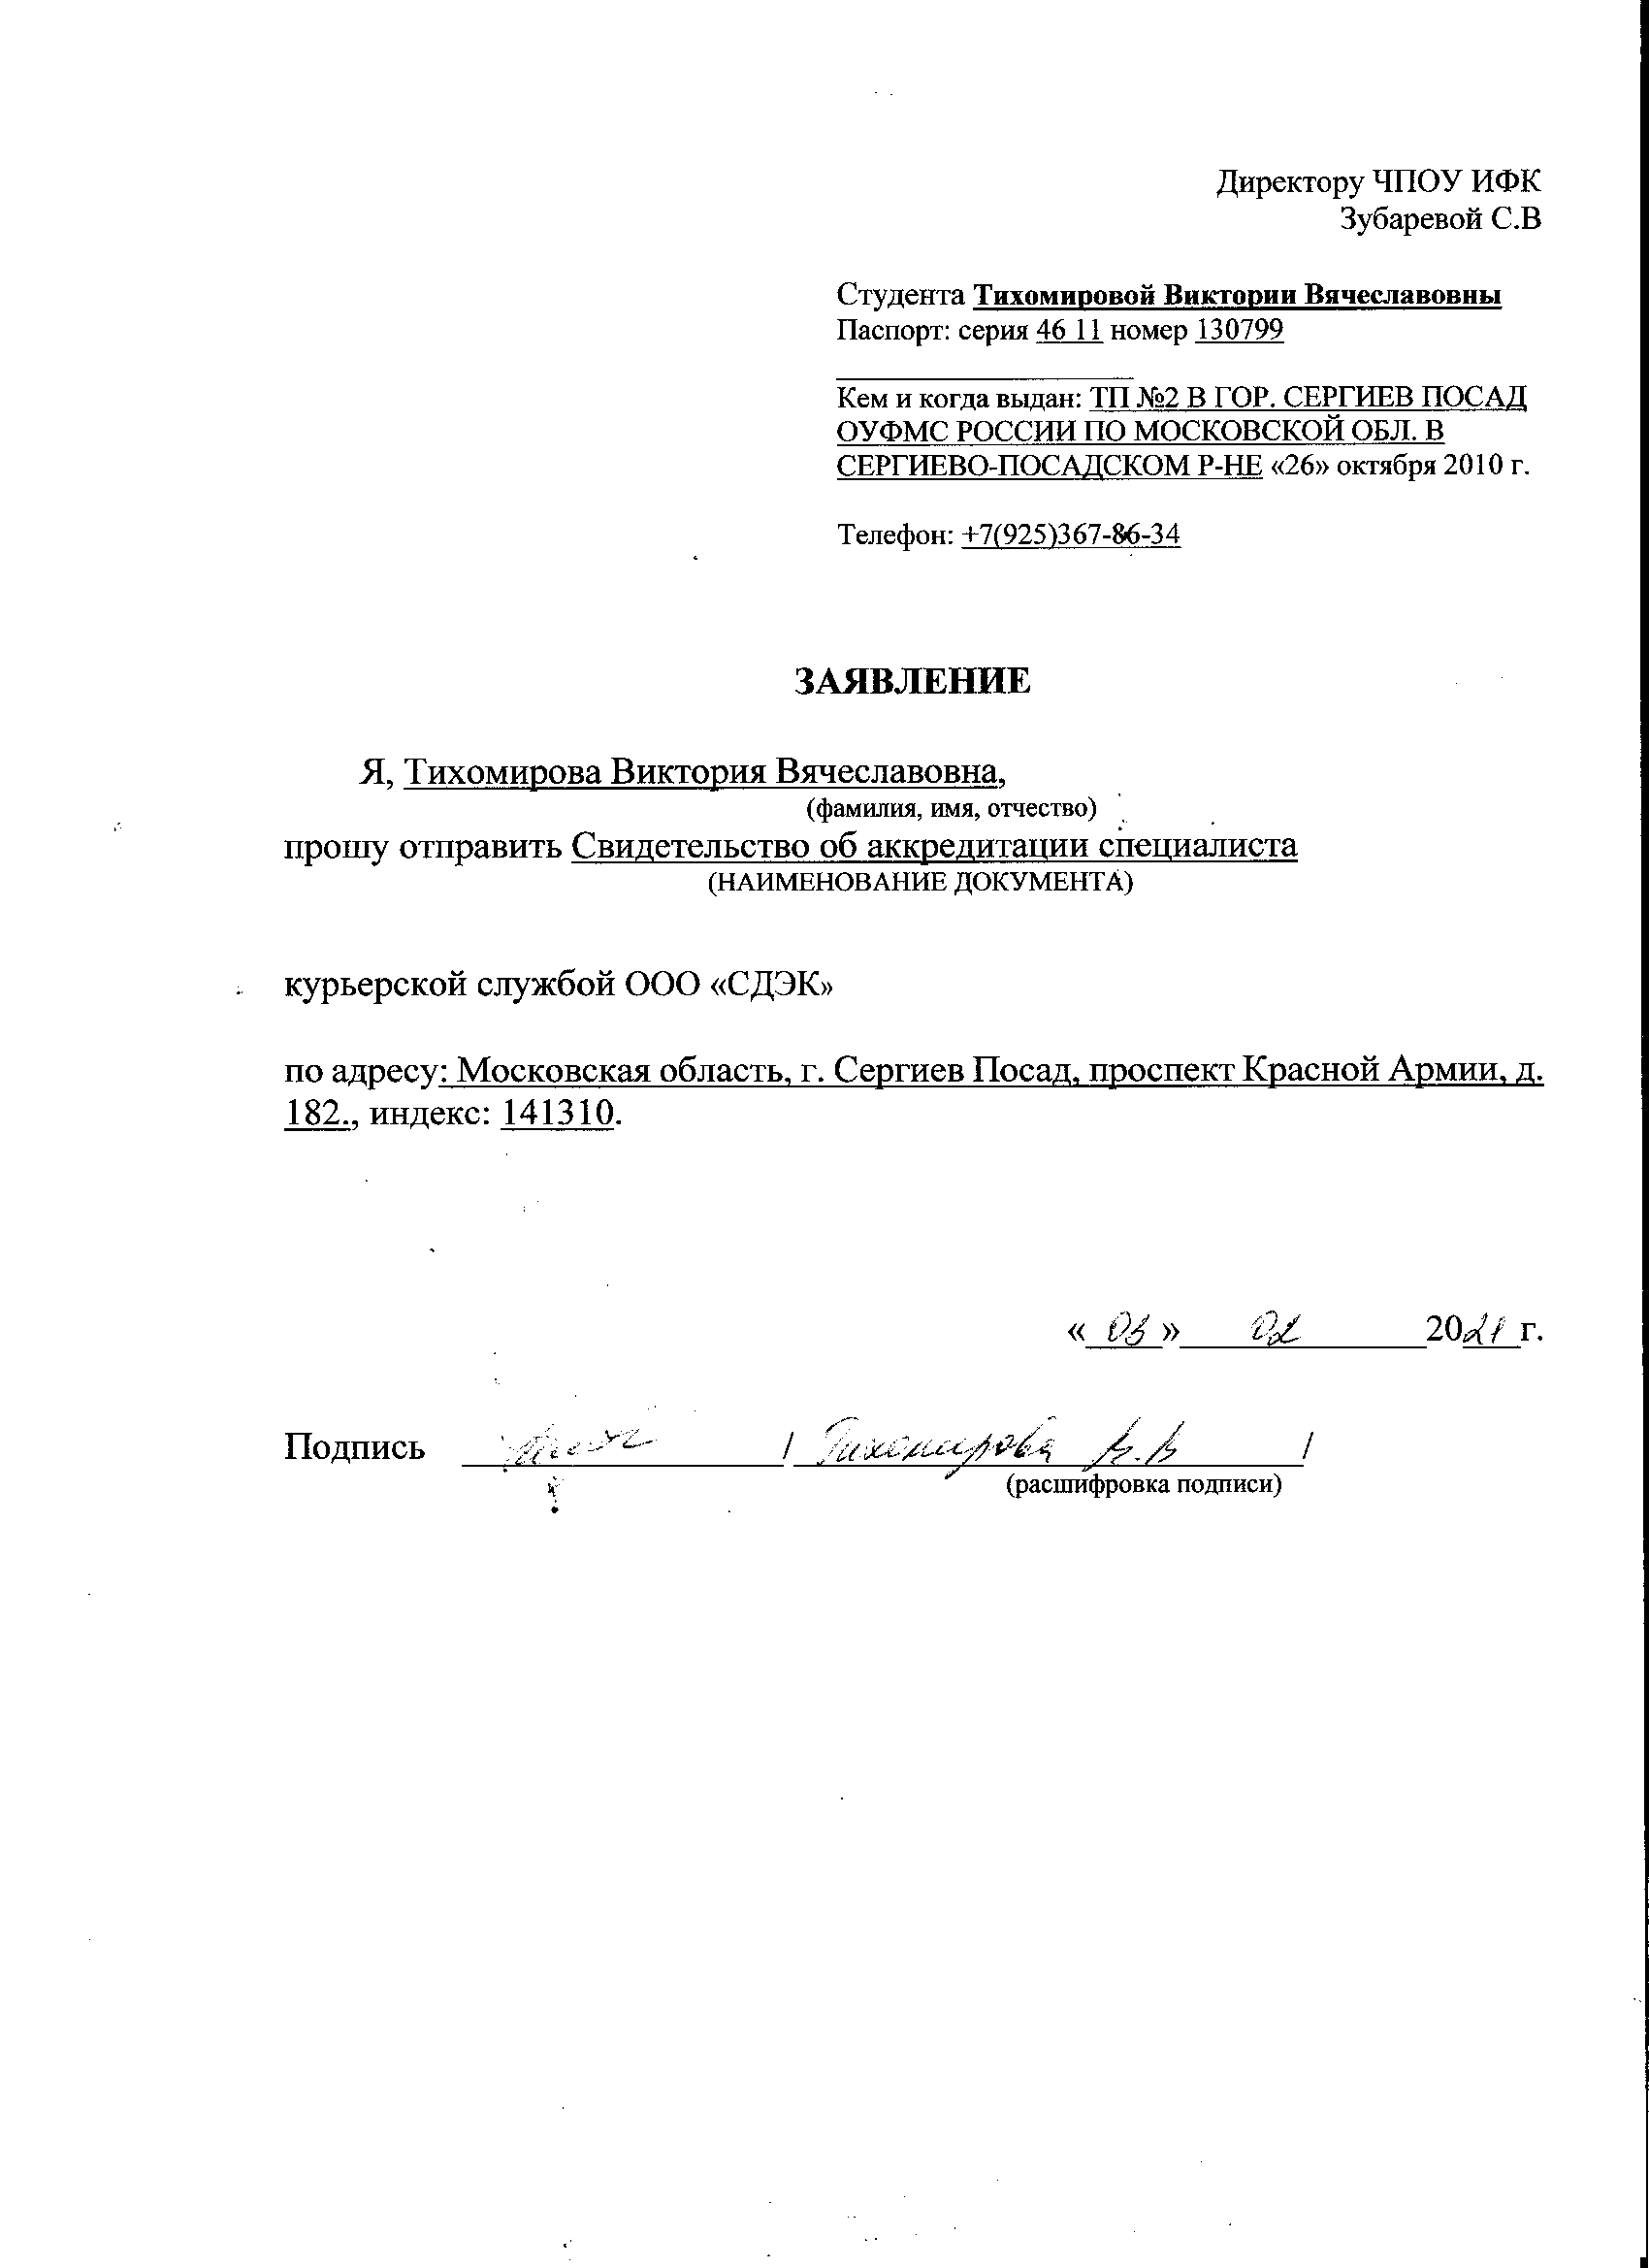 Директору ЧПОУ ИФК
Зубаревой С.В
Студента Тихомировой Виктории Вячеславовны
Паспорт: серия 46 11 номер 130799
Кем и когда выдан: ТП №2 В ГОР. СЕРГИЕВ ПОСАД
ОУФМС РОССИИ ПО МОСКОВСКОЙ ОБЛ. В
СЕРГИЕВО-ПОСАДСКОМ Р-НЕ «26» октября 2010 г.
Телефон: +7(925)367-86-34
ЗАЯВЛЕНИЕ
Я, Тихомирова Виктория Вячеславовна,
(фамилия, имя, отчество)
прошу отправить Свидетельство об аккредитации специалиста
(НАИМЕНОВАНИЕ ДОКУМЕНТА)
курьерской службой ООО «СДЭК»
по адресу: Московская область, г. Сергиев Посад, проспект Красной Армии, д.
182., индекс: 141310.
«03» 02 2021 г.
Подпись / Тихомирова В.В /
(расшифровка подписи)